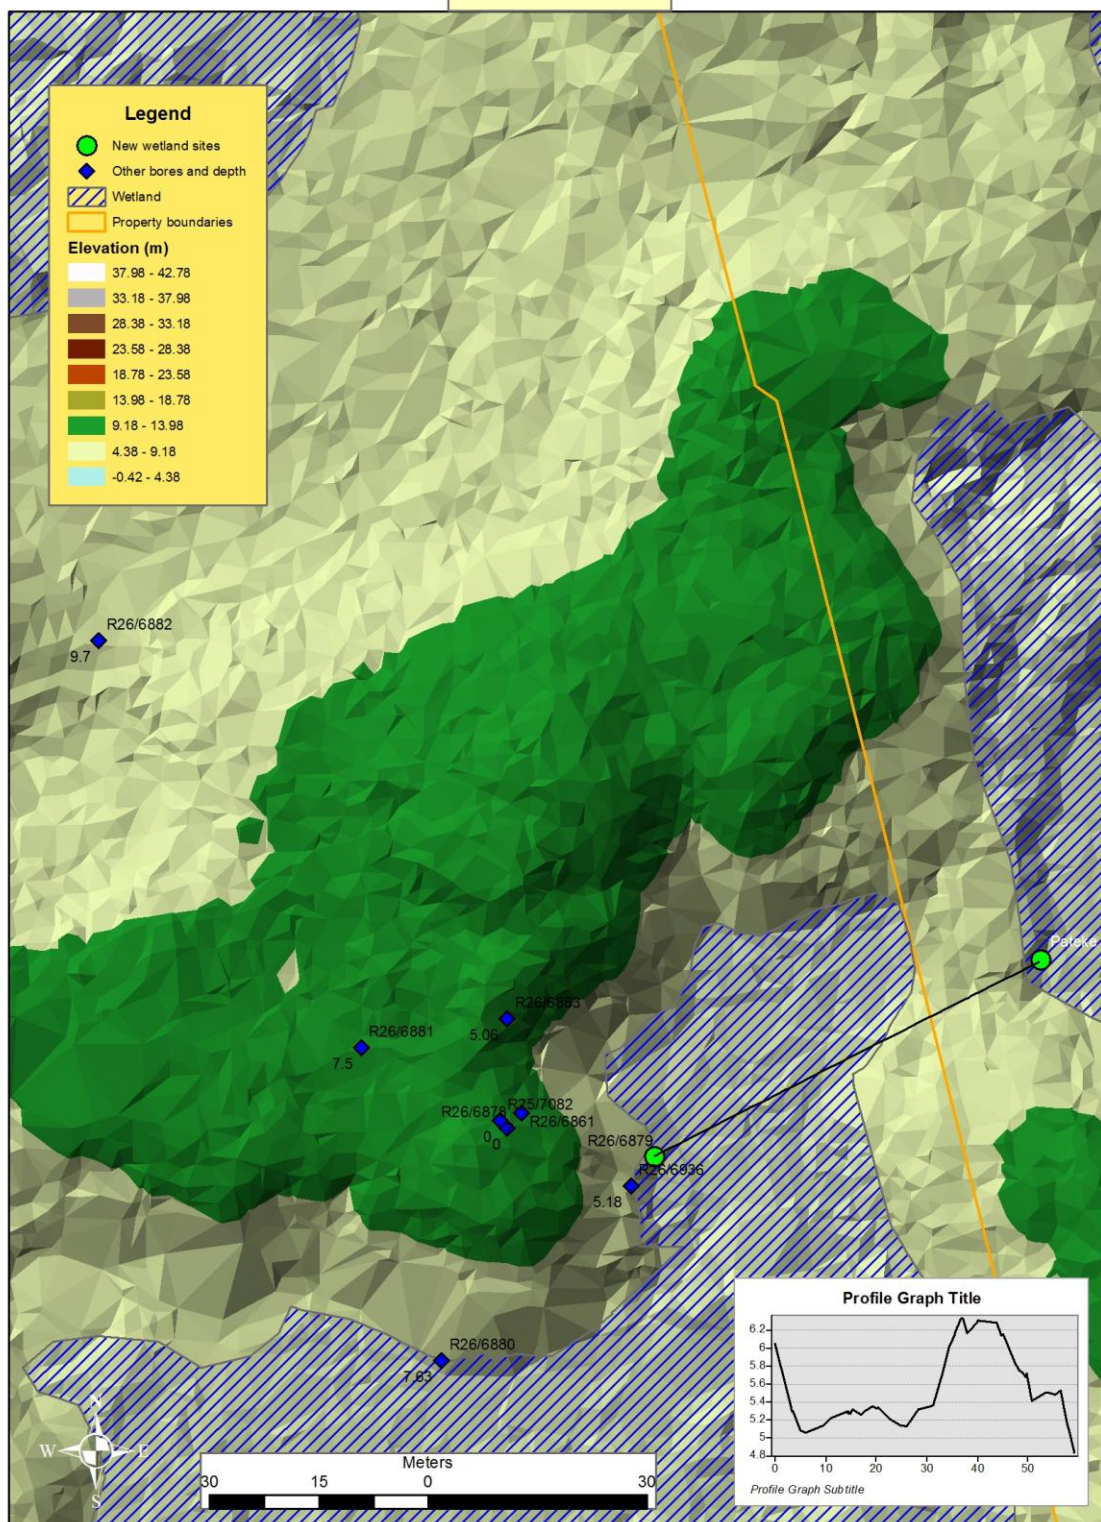 Legend
New wetland sites
Other bores and depth
Wetland
Property boundaries
Elevation (m)
37.98 - 42.78
33.18 - 37.98
28.38 - 33.18
23.58 - 28.38
18.78 - 23.58
13.98 - 18.78
9.18 - 13.98
4.38 - 9.18
-0.42 - 4.38
R26/6882
9.7
Pateke
R26/6883
5.06
R26/6881
7.5
R25/7082
R26/6878
R26/6861
0
0
R26/6879
R26/6936
5.18
R26/6880
7.63
N
W E
S
Meters
30 15 0 30
Profile Graph Title
6.2
6
5.8
5.6
5.4
5.2
5
4.8
0 10 20 30 40 50
Profile Graph Subtitle